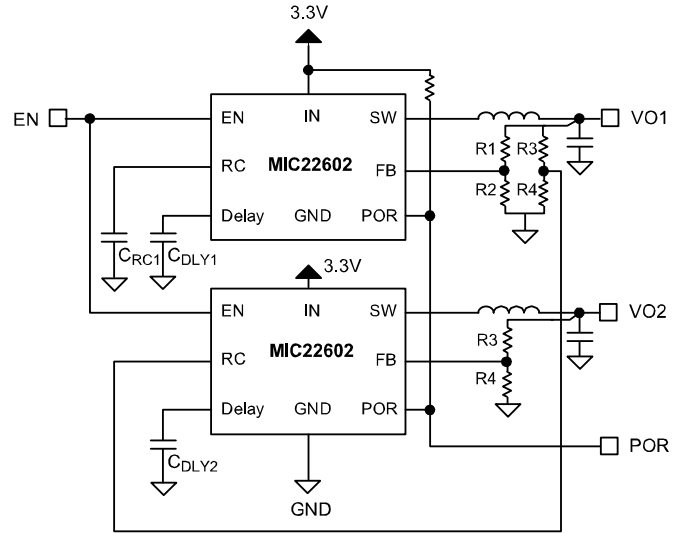 3.3V
EN
EN
IN
SW
VO1
R1
R3
RC
MIC22602
FB
R2
R4
Delay
GND
POR
CRC1
CDLY1
3.3V
EN
IN
SW
VO2
R3
RC
MIC22602
FB
R4
Delay
GND
POR
CDLY2
POR
GND